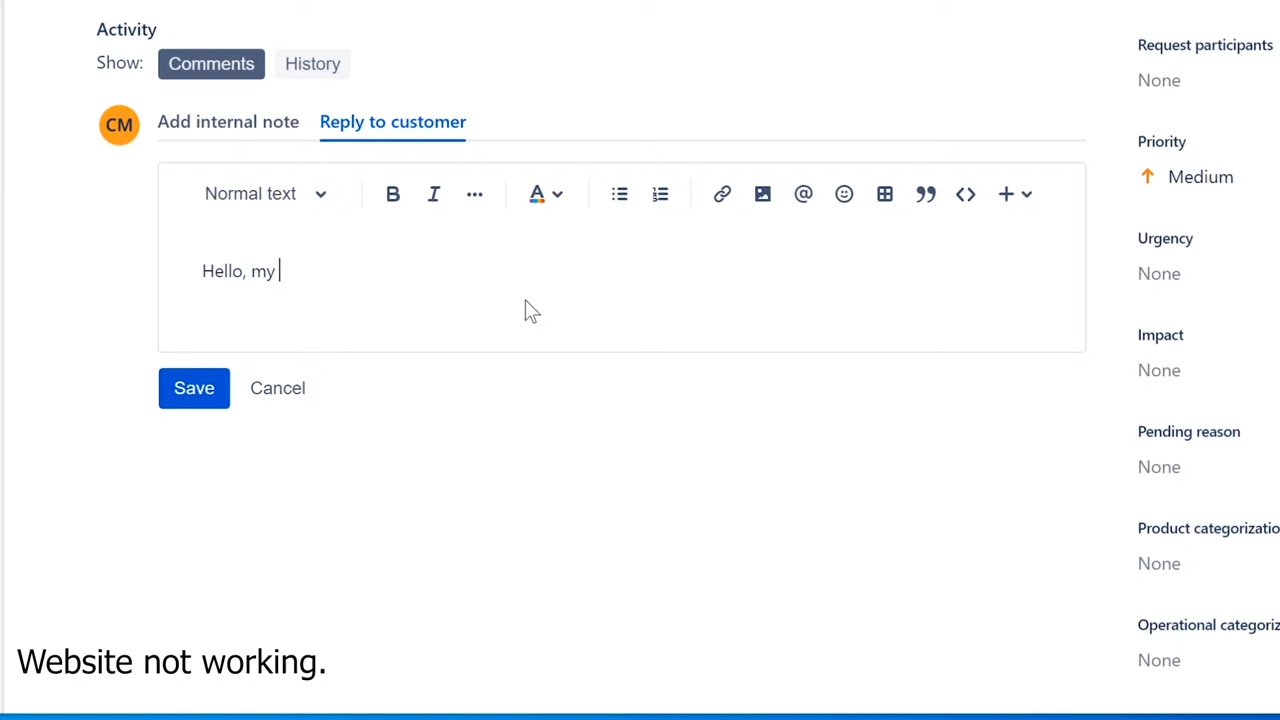 Activity
Show: Comments History
CM Add internal note Reply to customer
Normal text
Hello, my
Save Cancel
Request participants
None
Priority
Medium
Urgency
None
Impact
None
Pending reason
None
Product categorizatio
None
Operational categoriz
None
Website not working.